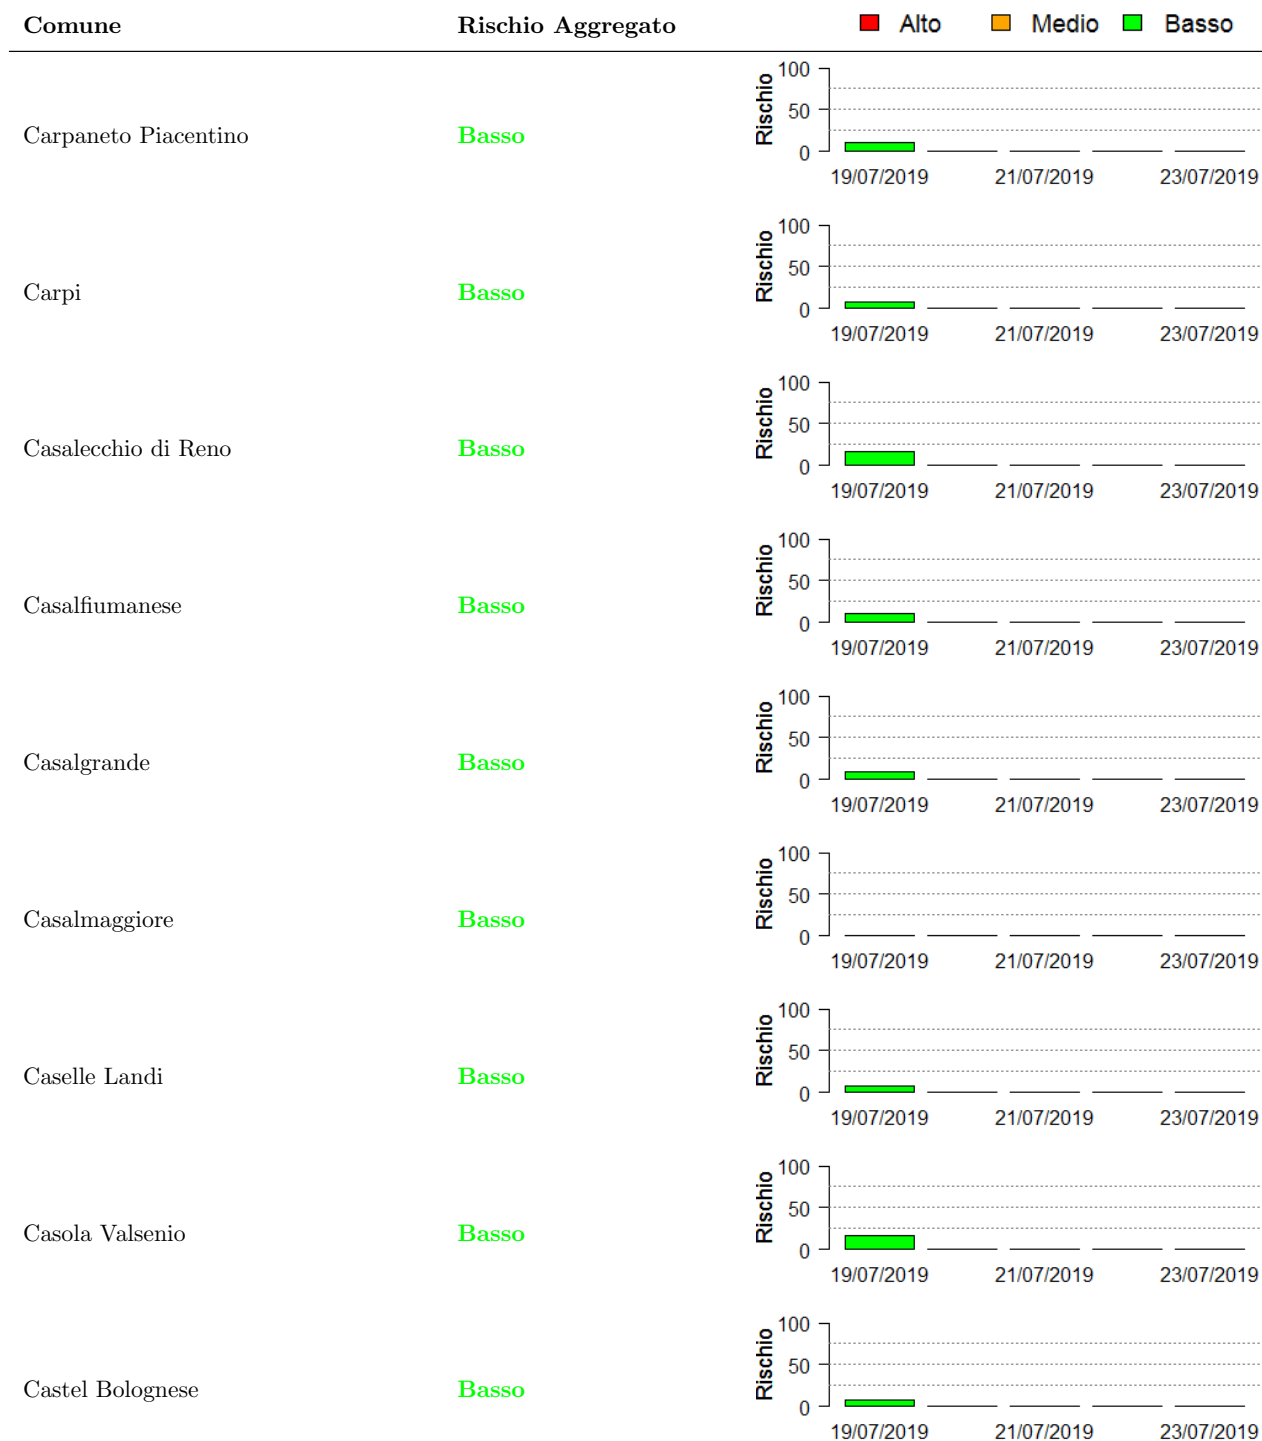 Comune Rischio Aggregato Alto Medio Basso
100
50
0
Rischio
Carpaneto Piacentino Basso
19/07/2019 21/07/2019 23/07/2019
100
50
0
Rischio
Carpi Basso
19/07/2019 21/07/2019 23/07/2019
100
50
0
Rischio
Casalecchio di Reno Basso
19/07/2019 21/07/2019 23/07/2019
100
50
0
Rischio
Casalfiumanese Basso
19/07/2019 21/07/2019 23/07/2019
100
50
0
Rischio
Casalgrande Basso
19/07/2019 21/07/2019 23/07/2019
100
50
0
Rischio
Casalmaggiore Basso
19/07/2019 21/07/2019 23/07/2019
100
50
0
Rischio
Caselle Landi Basso
19/07/2019 21/07/2019 23/07/2019
100
50
0
Rischio
Casola Valsenio Basso
19/07/2019 21/07/2019 23/07/2019
100
50
0
Rischio
Castel Bolognese Basso
19/07/2019 21/07/2019 23/07/2019